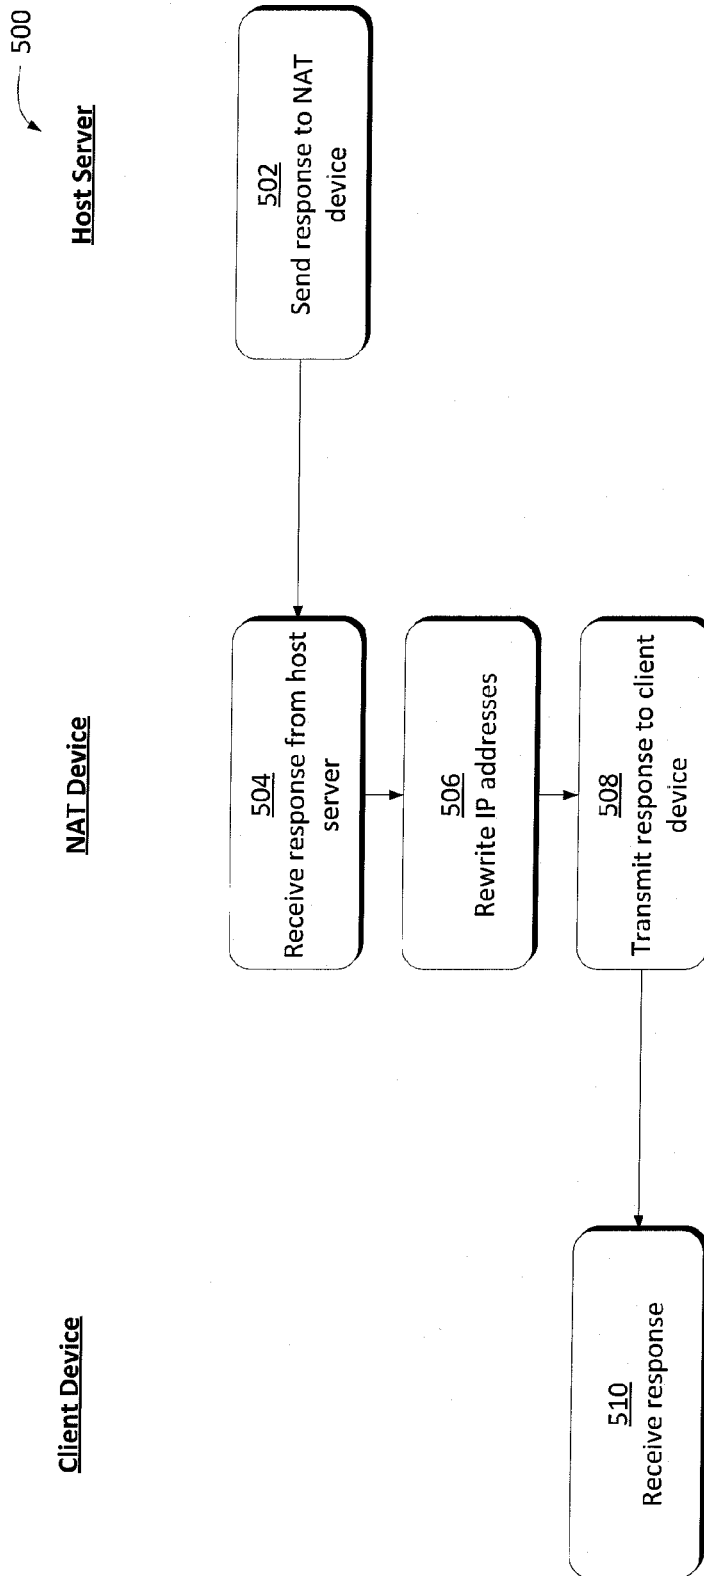 500
Client Device
NAT Device
Host Server
502
Send response to NAT
device
504
Receive response from host
server
506
Rewrite IP addresses
508
Transmit response to client
device
510
Receive response